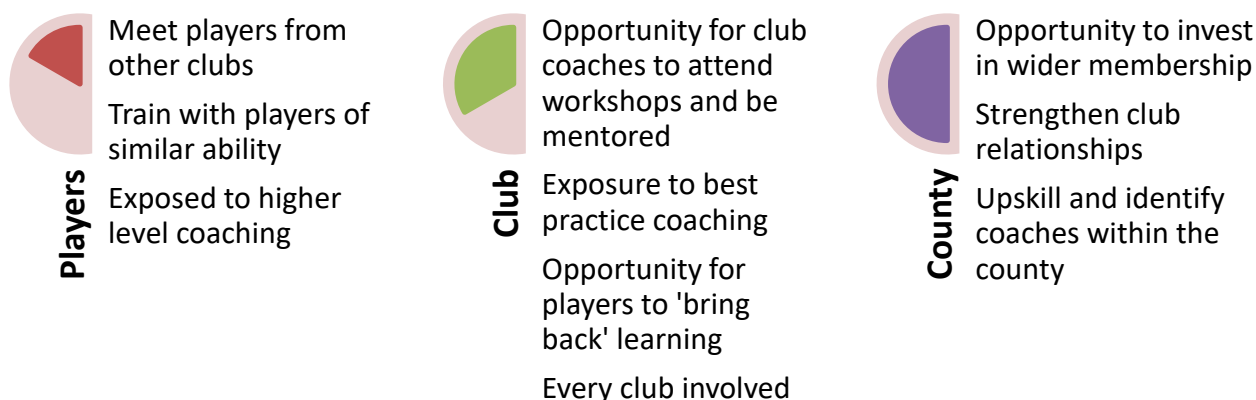 Players
Meet players from
other clubs
Train with players of
similar ability
Exposed to higher
level coaching
Club
Opportunity for club
coaches to attend
workshops and be
mentored
Exposure to best
practice coaching
Opportunity for
players to 'bring
back' learning
Every club involved
County
Opportunity to invest
in wider membership
Strengthen club
relationships
Upskill and identify
coaches within the
county